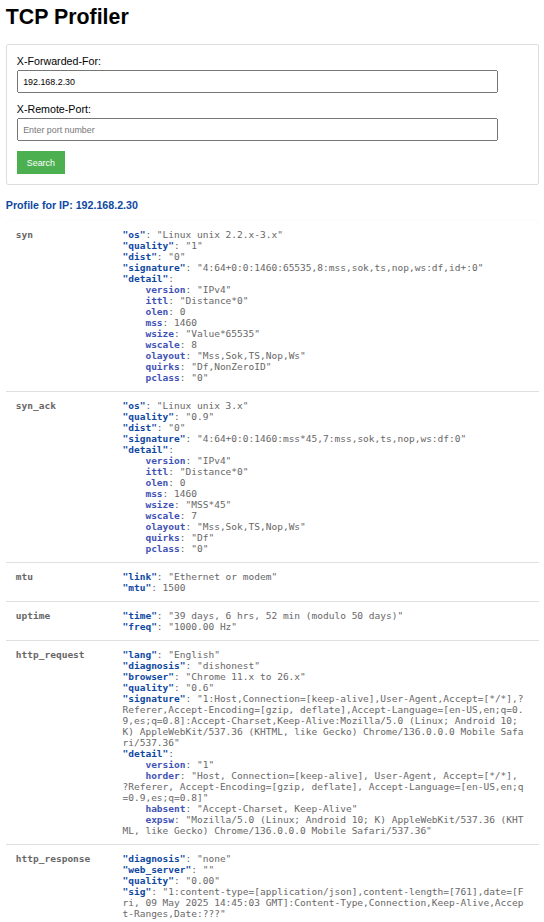 TCP Profiler
X-Forwarded-For:
192.168.2.30
X-Remote-Port:
Enter port number
Search
Profile for IP: 192.168.2.30
syn
"os": "Linux unix 2.2.x-3.x"
"quality": "1"
"dist": "0"
"signature": "4:64+0:0:1460:65535,8:mss,sok,ts,nop,ws:df,id+:0"
"detail":
version: "IPv4"
ittl: "Distance*0"
olen: 0
mss: 1460
wsize: "Value*65535"
wscale: 8
olayout: "Mss,Sok,TS,Nop,Ws"
quirks: "Df,NonZeroID"
pclass: "0"
syn_ack
"os": "Linux unix 3.x"
"quality": "0.9"
"dist": "0"
"signature": "4:64+0:0:1460:mss*45,7:mss,sok,ts,nop,ws:df:0"
"detail":
version: "IPv4"
ittl: "Distance*0"
olen: 0
mss: 1460
wsize: "MSS*45"
wscale: 7
olayout: "Mss,Sok,TS,Nop,Ws"
quirks: "Df"
pclass: "0"
mtu
"link": "Ethernet or modem"
"mtu": 1500
uptime
"time": "39 days, 6 hrs, 52 min (modulo 50 days)"
"freq": "1000.00 Hz"
http_request
"lang": "English"
"diagnosis": "dishonest"
"browser": "Chrome 11.x to 26.x"
"quality": "0.6"
"signature": "1:Host,Connection=[keep-alive],User-Agent,Accept=[*/*],?
Referer,Accept-Encoding=[gzip, deflate],Accept-Language=[en-US,en;q=0.
9,es;q=0.8]:Accept-Charset,Keep-Alive:Mozilla/5.0 (Linux; Android 10;
K) AppleWebKit/537.36 (KHTML, like Gecko) Chrome/136.0.0.0 Mobile Safa
ri/537.36"
"detail":
version: "1"
horder: "Host, Connection=[keep-alive], User-Agent, Accept=[*/*],
?Referer, Accept-Encoding=[gzip, deflate], Accept-Language=[en-US,en;q
=0.9,es;q=0.8]"
habsent: "Accept-Charset, Keep-Alive"
expsw: "Mozilla/5.0 (Linux; Android 10; K) AppleWebKit/537.36 (KHT
ML, like Gecko) Chrome/136.0.0.0 Mobile Safari/537.36"
http_response
"diagnosis": "none"
"web_server": ""
"quality": "0.00"
"sig": "1:content-type=[application/json],content-length=[761],date=[F
ri, 09 May 2025 14:45:03 GMT]:Content-Type,Connection,Keep-Alive,Accep
t-Ranges,Date:???"